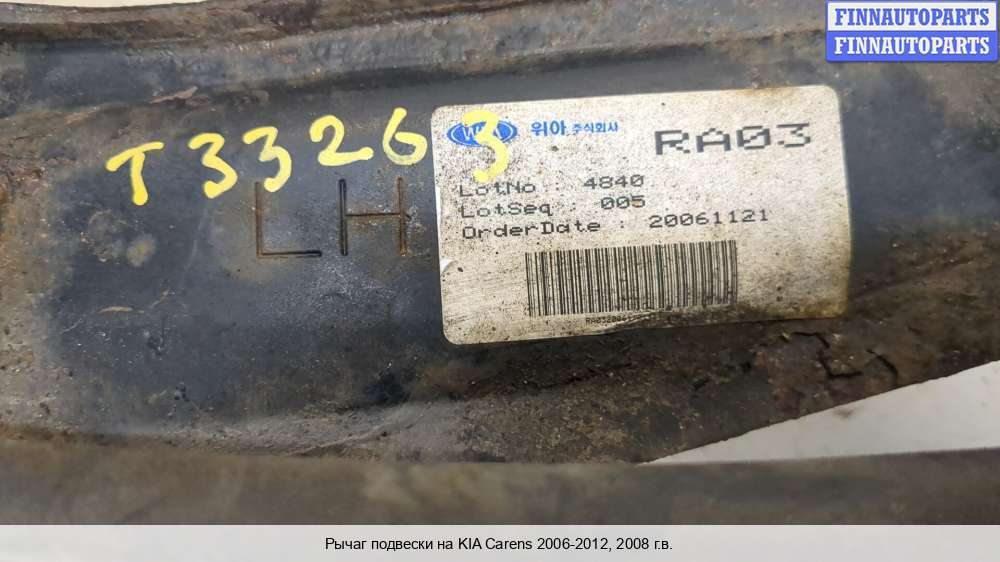 FINNAUTOPARTS
FINNAUTOPARTS
T33263
LH
WIA 위아 주식회사
RA03
LotNo : 4840
LotSeq : 005
OrderDate : 20061121
Рычаг подвески на KIA Carens 2006-2012, 2008 г.в.